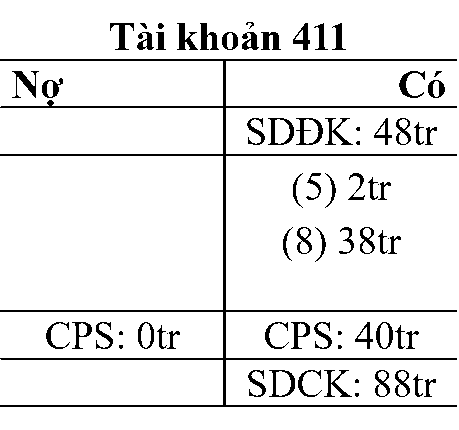 Tài khoản 411
Nợ Có
SDĐK: 48tr
(5) 2tr
(8) 38tr
CPS: 0tr CPS: 40tr
SDCK: 88tr